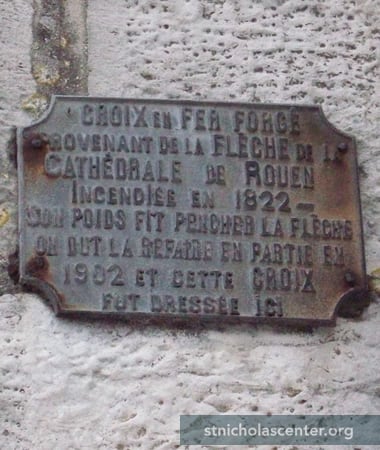 CROIX EN FER FORGÉ
PROVENANT DE LA FLÈCHE DE LA
CATHÉDRALE DE ROUEN
INCENDIÉE EN 1822 —
SON POIDS FIT PENCHER LA FLÈCHE
ON DUT LA REFAIRE EN PARTIE EN
1902 ET CETTE CROIX
FUT DRESSÉE ICI
stnicholascenter.org